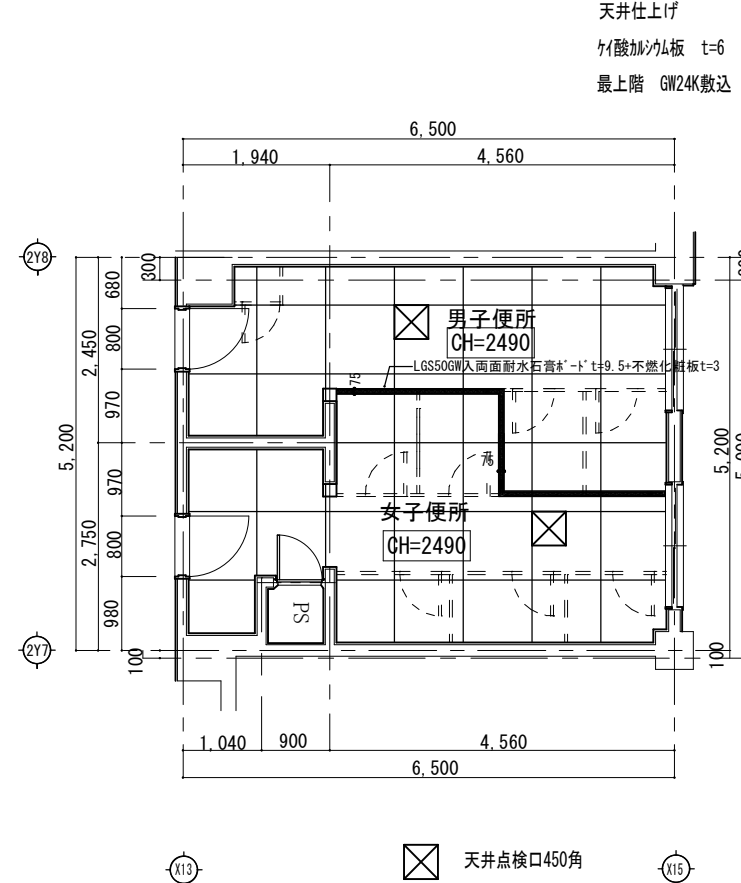 天井仕上げ
ケイ酸カルシウム板 t=6
最上階 GW24K敷込
6,500
1,940
4,560
2Y8
300
680
800
970
2,450
5,200
970
800
980
2,750
2Y7
100
男子便所
CH=2490
LGS50GW入両面耐水石膏ボードt=9.5+不燃化粧板t=3
75
75
女子便所
CH=2490
PS
5,200
100
1,040
900
4,560
6,500
X13
天井点検口450角
X15